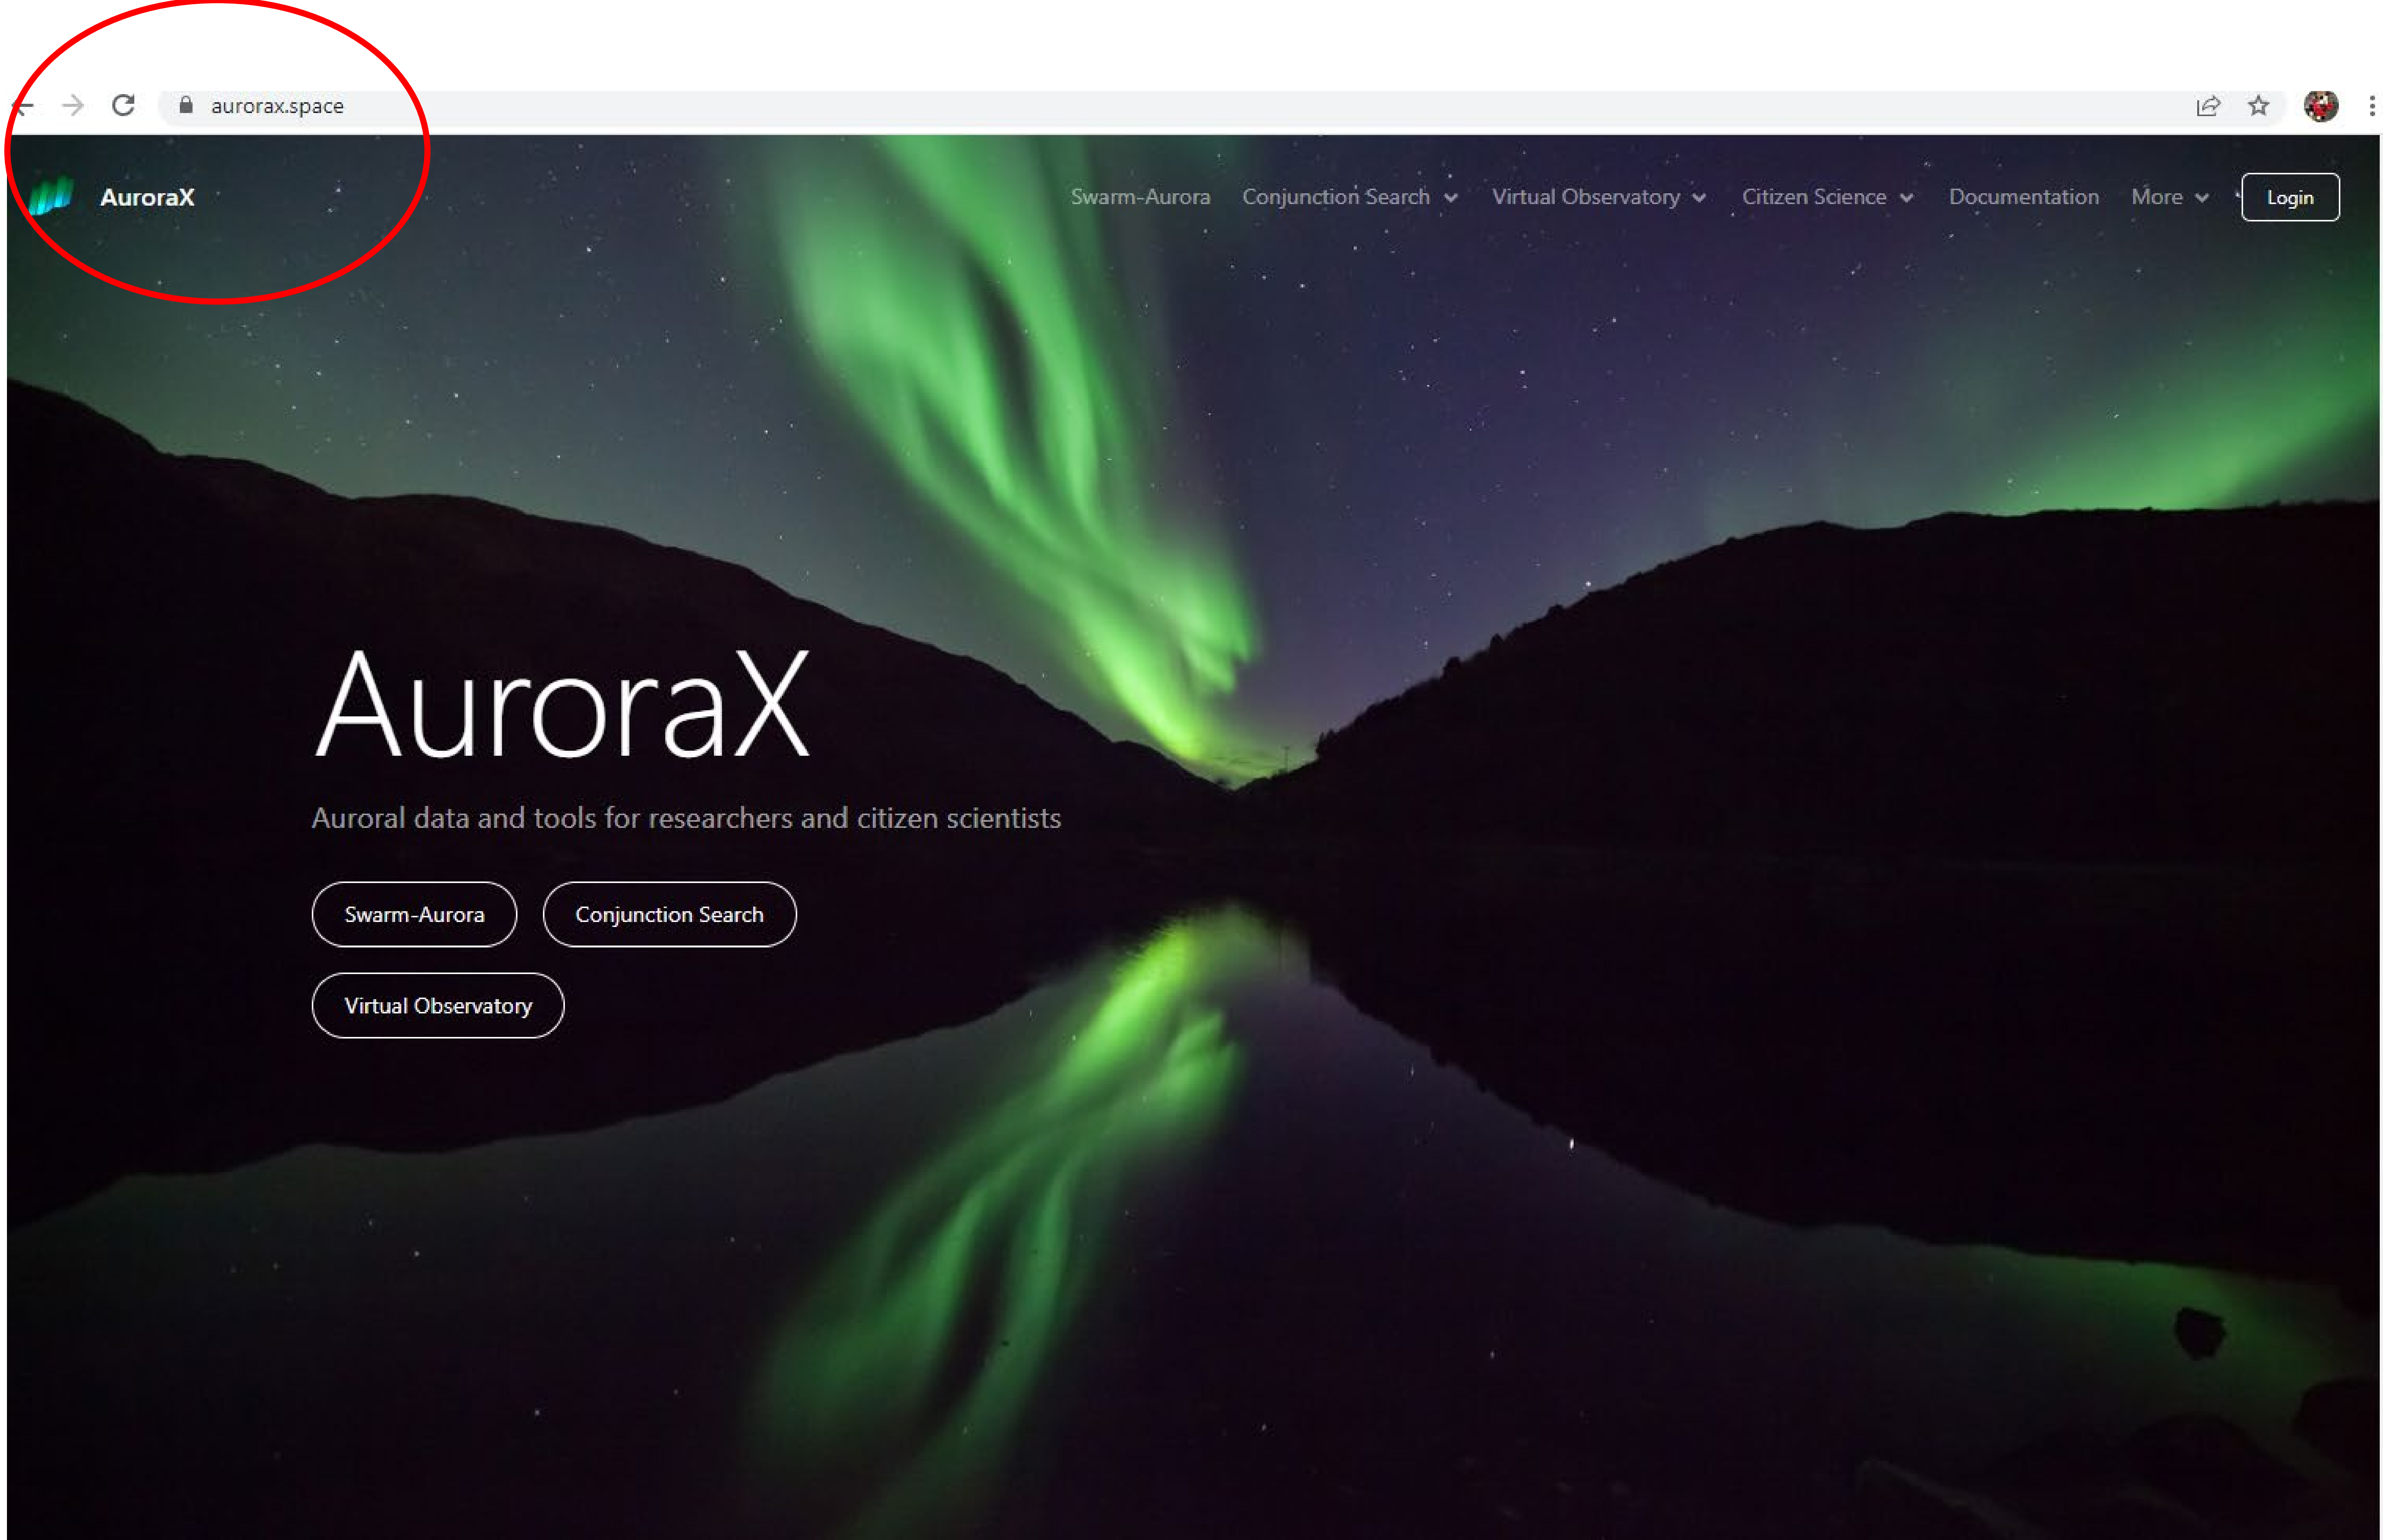 aurorax.space
AuroraX
Swarm-Aurora Conjunction Search Virtual Observatory Citizen Science Documentation More Login
AuroraX
Auroral data and tools for researchers and citizen scientists
Swarm-Aurora Conjunction Search
Virtual Observatory